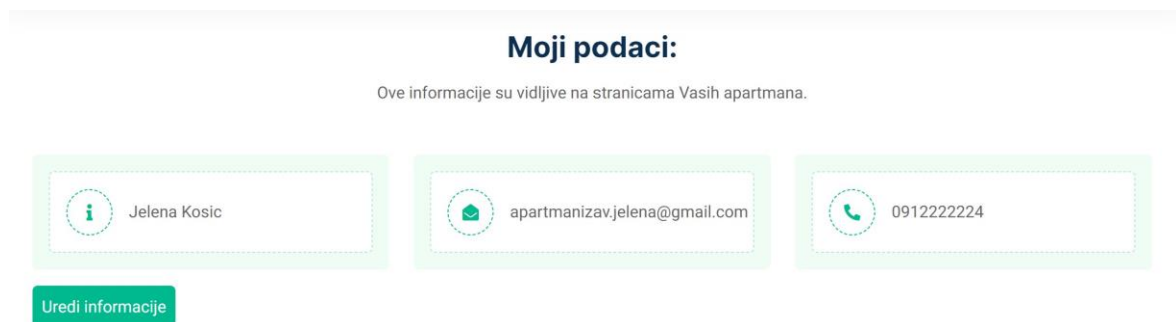 Moji podaci:
Ove informacije su vidljive na stranicama Vasih apartmana.
Jelena Kosic
apartmanizav.jelena@gmail.com
0912222224
Uredi informacije